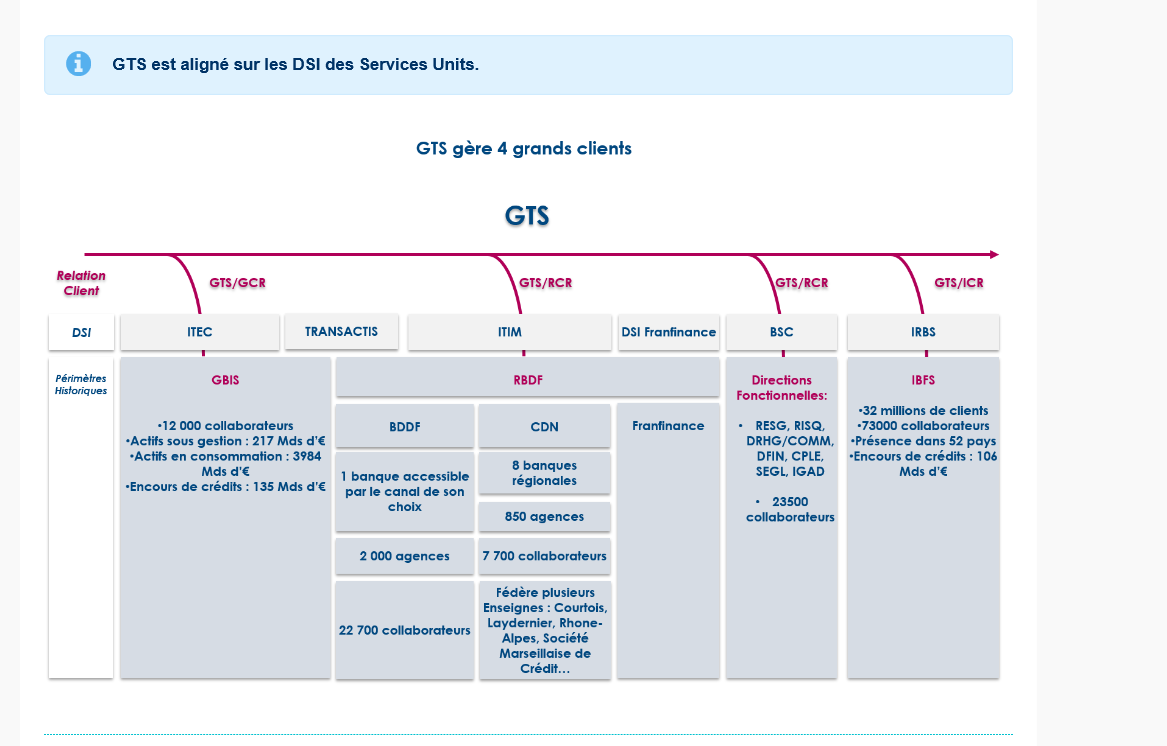 GTS est aligné sur les DSI des Services Units.
GTS gère 4 grands clients
GTS
Relation
Client
GTS/GCR
GTS/RCR
GTS/RCR
GTS/ICR
DSI
ITEC
TRANSACTIS
ITIM
DSI Franfinance
BSC
IRBS
Périmètres
Historiques
GBIS
•12 000 collaborateurs
•Actifs sous gestion : 217 Mds d'€
•Actifs en consommation : 3984
Mds d'€
•Encours de crédits : 135 Mds d'€
RBDF
BDDF
1 banque accessible
par le canal de son
choix
2 000 agences
22 700 collaborateurs
CDN
8 banques
régionales
850 agences
7 700 collaborateurs
Fédère plusieurs
Enseignes : Courtois,
Laydernier, Rhone-
Alpes, Société
Marseillaise de
Crédit…
Franfinance
Directions
Fonctionnelles:
• RESG, RISQ,
DRHG/COMM,
DFIN, CPLE,
SEGL, IGAD
• 23500
collaborateurs
IBFS
•32 millions de clients
•73000 collaborateurs
•Présence dans 52 pays
•Encours de crédits : 106
Mds d'€